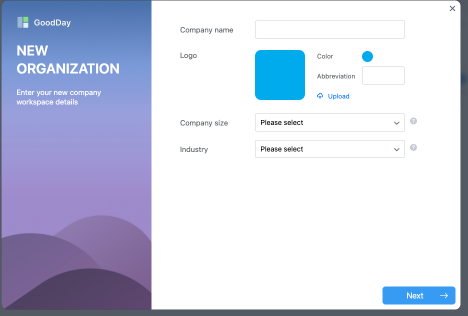 GoodDay
NEW
ORGANIZATION
Enter your new company
workspace details
Company name
Logo
Color
Abbreviation
Upload
Company size
Please select
?
Industry
Please select
?
Next